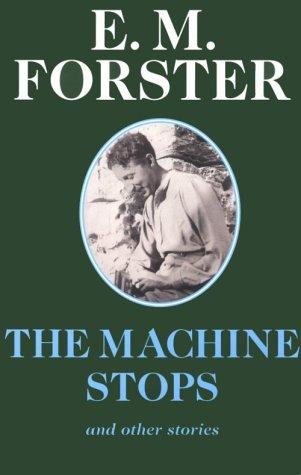 E. M.
FORSTER
THE MACHINE
STOPS
and other stories